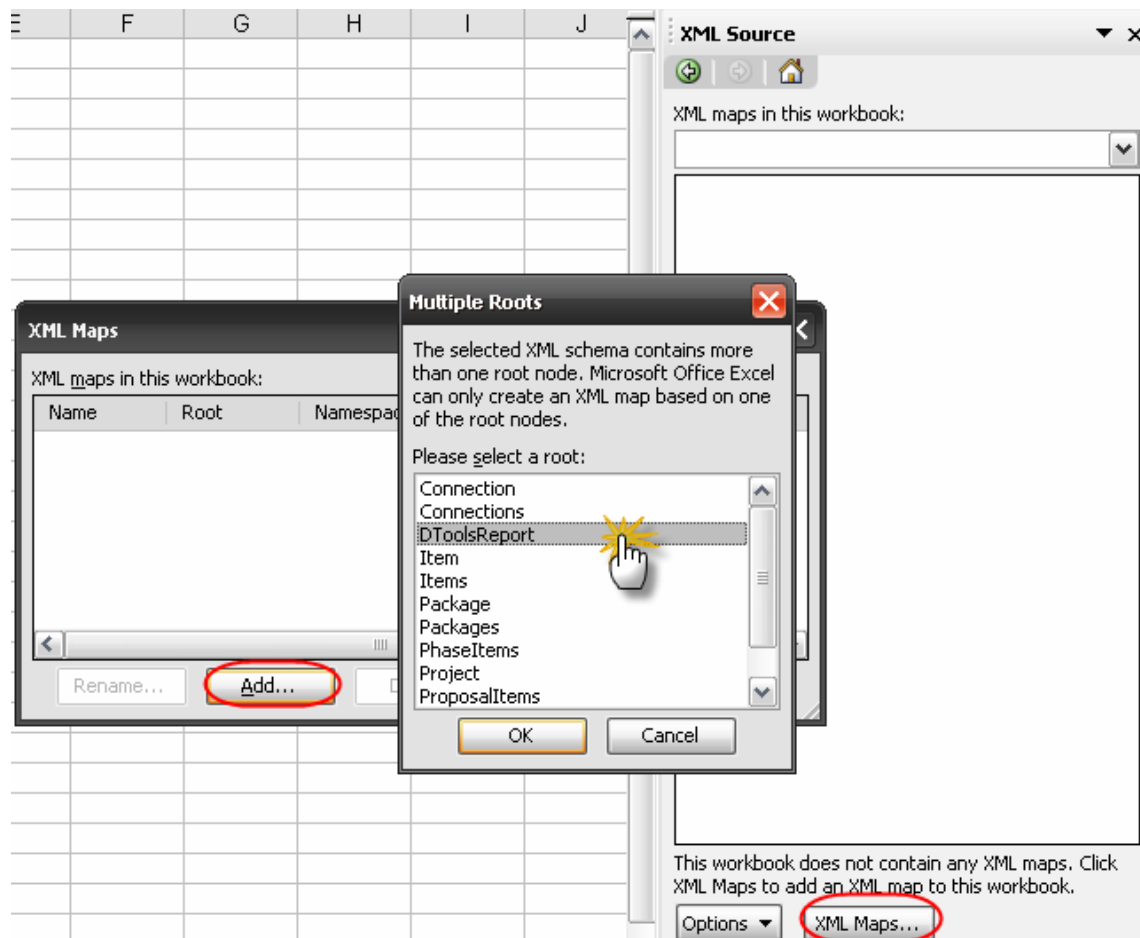 E F G H I J
XML Source
XML maps in this workbook:
XML Maps
XML maps in this workbook:
Name Root
Multiple Roots
The selected XML schema contains more
than one root node. Microsoft Office Excel
can only create an XML map based on one
of the root nodes.
Please select a root:
Connection
Connections
DToolsReport
Item
Items
Package
Packages
PhaseItems
Project
ProposalItems
OK Cancel
Rename... Add...
This workbook does not contain any XML maps. Click
XML Maps to add an XML map to this workbook.
Options XML Maps...